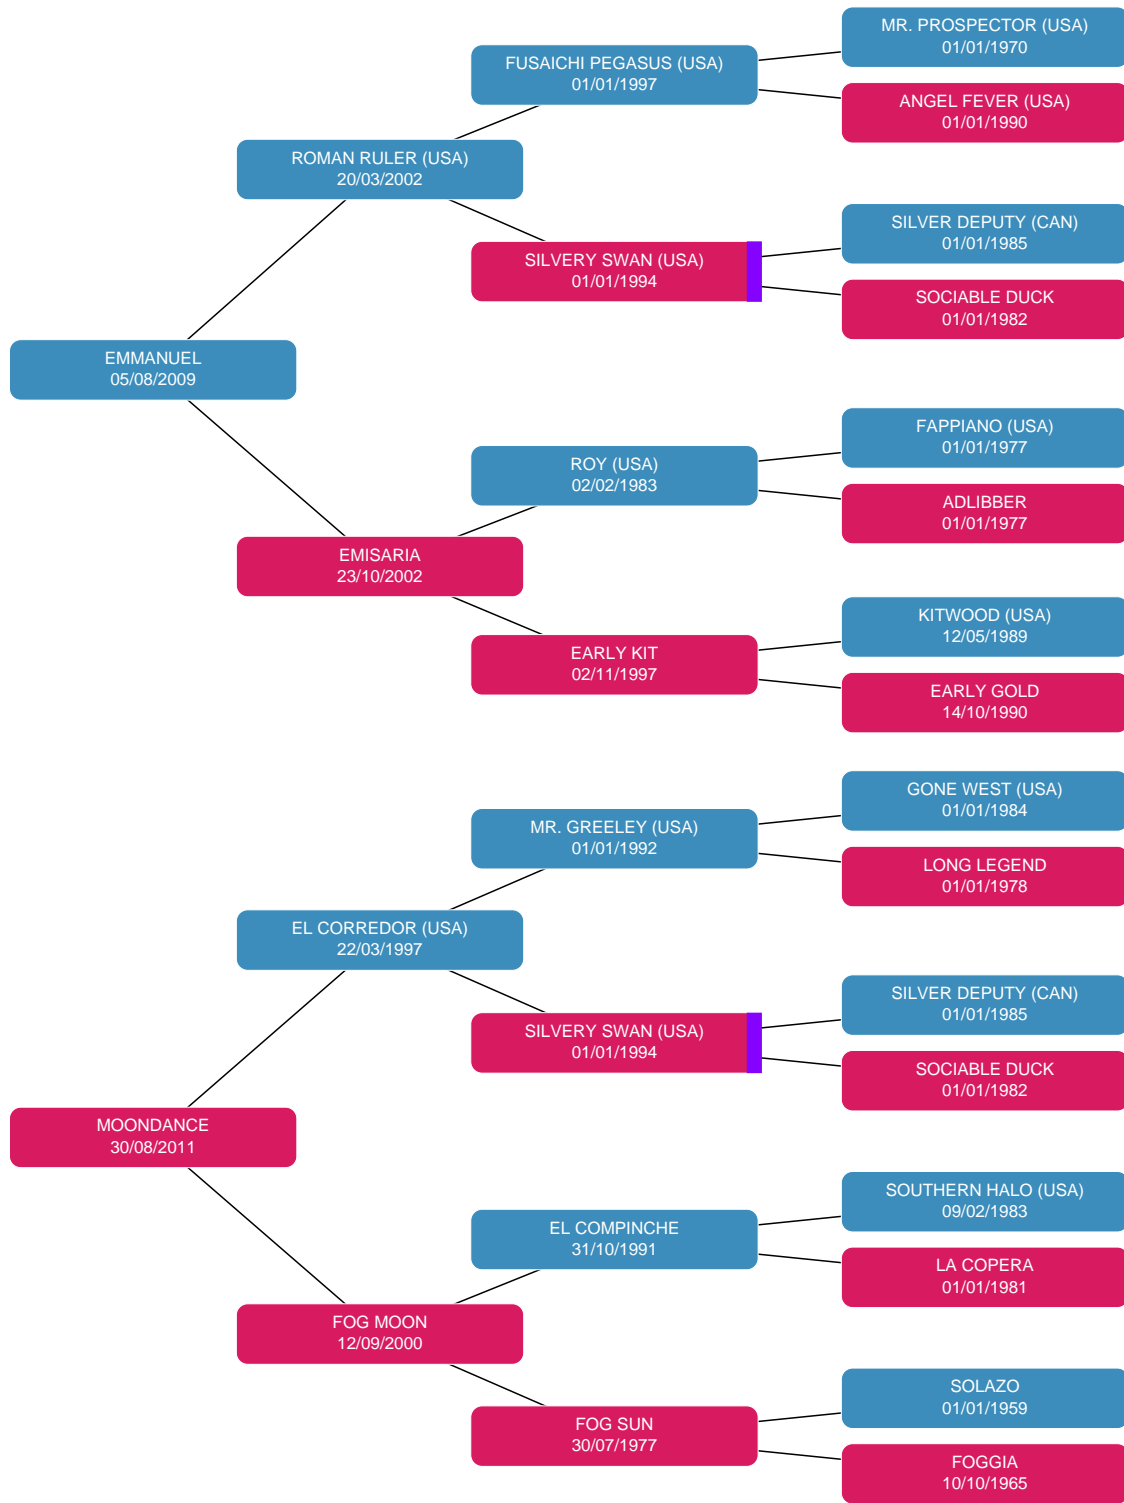 MR. PROSPECTOR (USA)
01/01/1970
FUSAICHI PEGASUS (USA)
01/01/1997
ANGEL FEVER (USA)
01/01/1990
ROMAN RULER (USA)
20/03/2002
SILVER DEPUTY (CAN)
01/01/1985
SILVERY SWAN (USA)
01/01/1994
SOCIABLE DUCK
01/01/1982
EMMANUEL
05/08/2009
FAPPIANO (USA)
01/01/1977
ROY (USA)
02/02/1983
ADLIBBER
01/01/1977
EMISARIA
23/10/2002
KITWOOD (USA)
12/05/1989
EARLY KIT
02/11/1997
EARLY GOLD
14/10/1990
GONE WEST (USA)
01/01/1984
MR. GREELEY (USA)
01/01/1992
LONG LEGEND
01/01/1978
EL CORREDOR (USA)
22/03/1997
SILVER DEPUTY (CAN)
01/01/1985
SILVERY SWAN (USA)
01/01/1994
SOCIABLE DUCK
01/01/1982
MOONDANCE
30/08/2011
SOUTHERN HALO (USA)
09/02/1983
EL COMPINCHE
31/10/1991
LA COPERA
01/01/1981
FOG MOON
12/09/2000
SOLAZO
01/01/1959
FOG SUN
30/07/1977
FOGGIA
10/10/1965